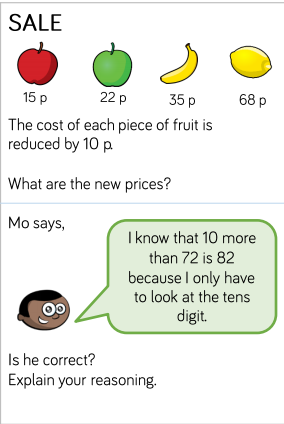 SALE
15 p
22 p
35 p
68 p
The cost of each piece of fruit is
reduced by 10 p.
What are the new prices?
Mo says,
I know that 10 more
than 72 is 82
because I only have
to look at the tens
digit.
Is he correct?
Explain your reasoning.